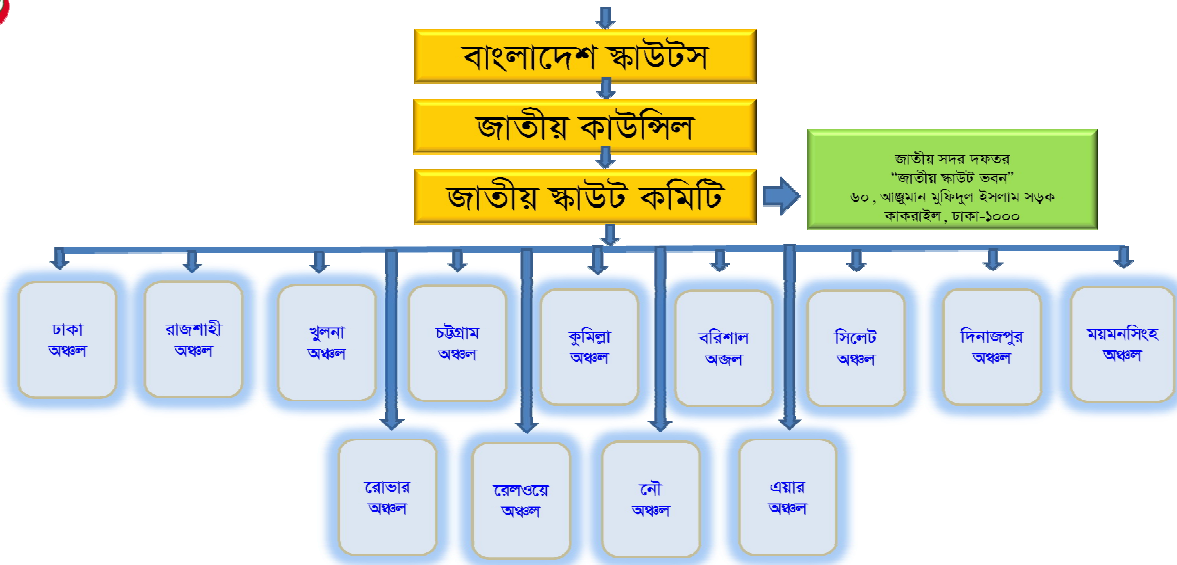 বাংলাদেশ স্কাউটস
জাতীয় কাউন্সিল
জাতীয় স্কাউট কমিটি
জাতীয় সদর দফতর
“জাতীয় স্কাউট ভবন”
৬০, আঞ্জুমান মুফিদুল ইসলাম সড়ক
কাকরাইল, ঢাকা-১০০০
ঢাকা
অঞ্চল
রাজশাহী
অঞ্চল
খুলনা
অঞ্চল
চট্টগ্রাম
অঞ্চল
কুমিল্লা
অঞ্চল
বরিশাল
অঞ্জল
সিলেট
অঞ্চল
দিনাজপুর
অঞ্চল
ময়মনসিংহ
অঞ্চল
রোভার
অঞ্চল
রেলওয়ে
অঞ্চল
নৌ
অঞ্চল
এয়ার
অঞ্চল